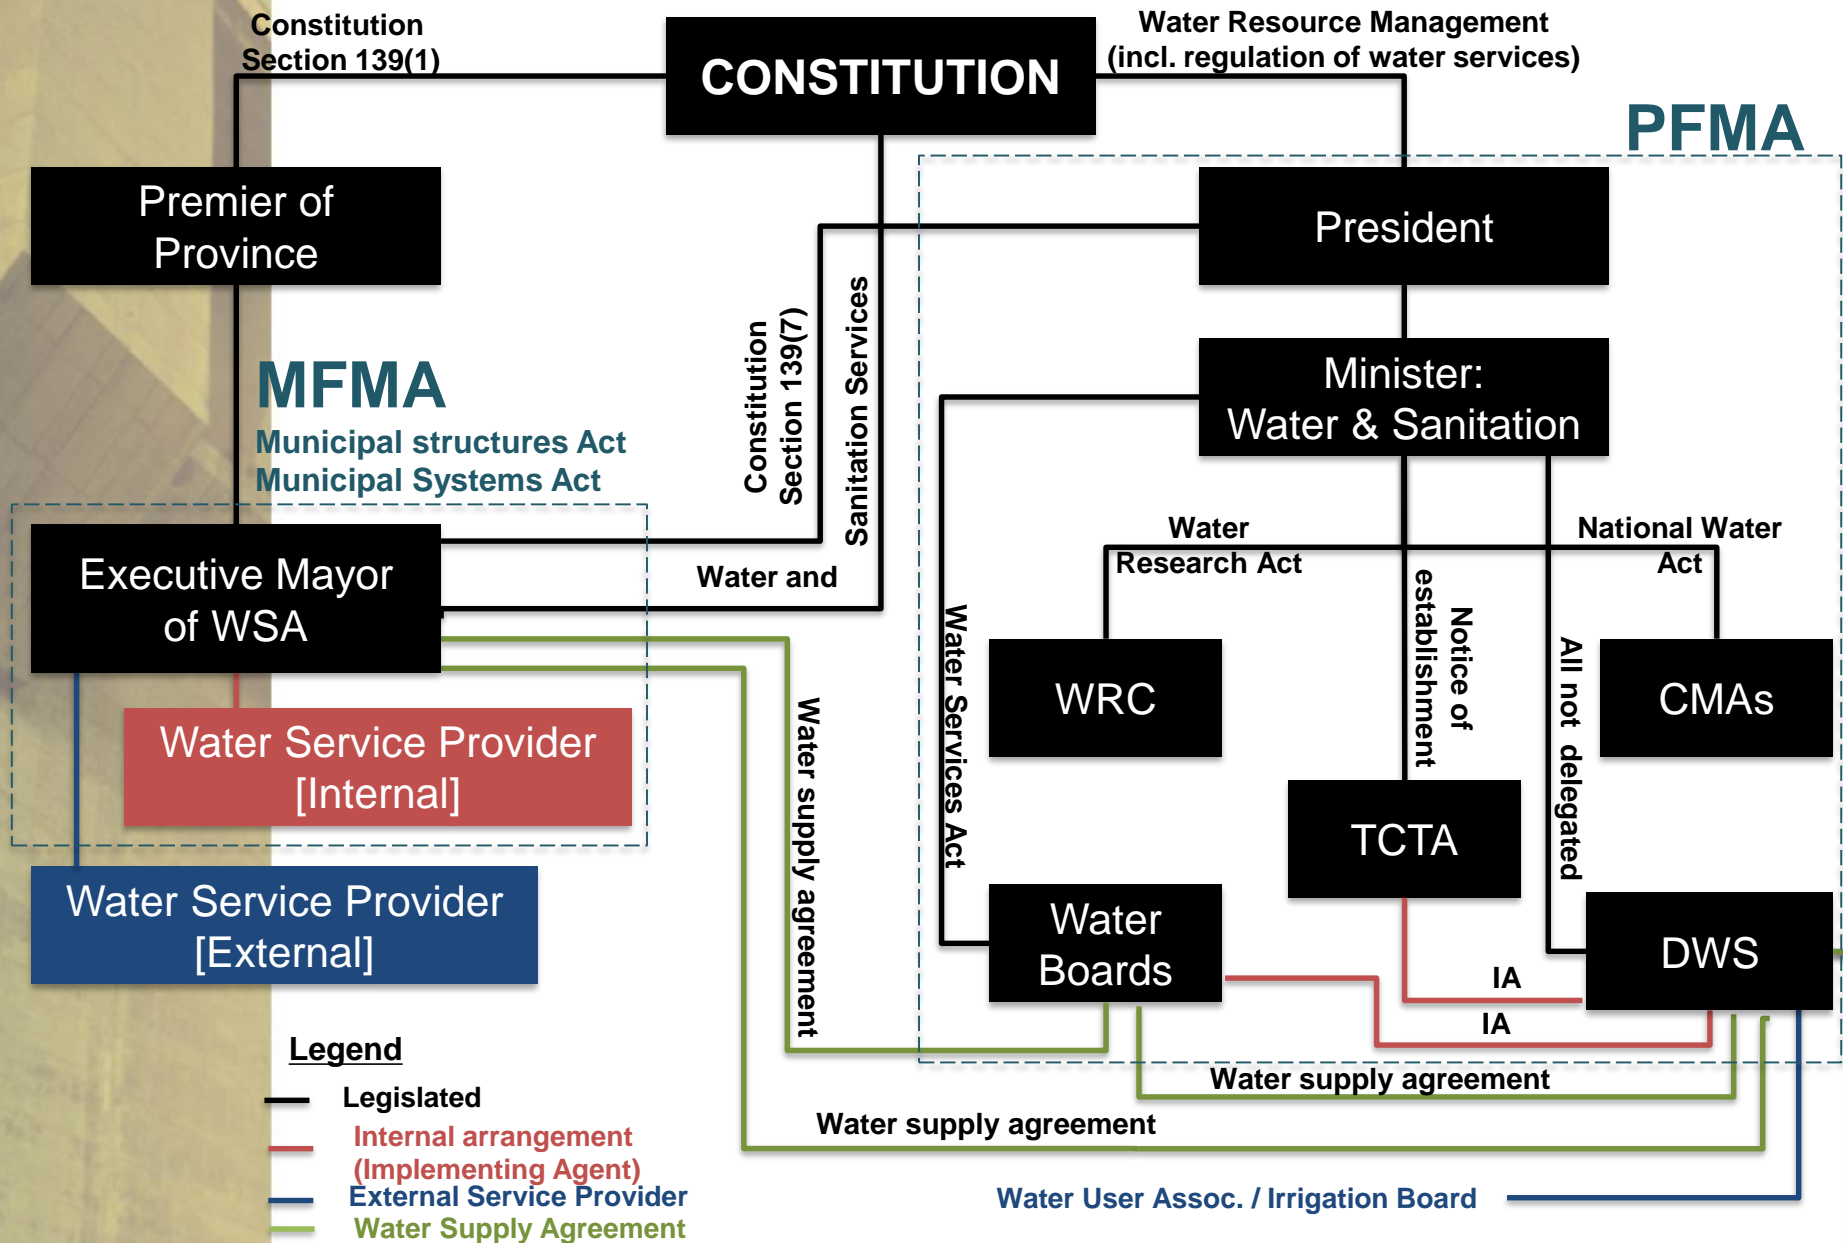 Constitution
Section 139(1)
CONSTITUTION
Water Resource Management
(incl. regulation of water services)
PFMA
Premier of
Province
President
Constitution
Section 139(7)
Sanitation Services
Minister:
Water & Sanitation
MFMA
Municipal structures Act
Municipal Systems Act
Executive Mayor
of WSA
Water and
Water
Research Act
National Water
Act
Water Services Act
Notice of
establishment
All not delegated
WRC
CMAs
Water Service Provider
[Internal]
Water supply agreement
TCTA
Water Service Provider
[External]
Water
Boards
DWS
IA
IA
Legend
Legislated
Internal arrangement
(Implementing Agent)
External Service Provider
Water Supply Agreement
Water supply agreement
Water supply agreement
Water User Assoc. / Irrigation Board